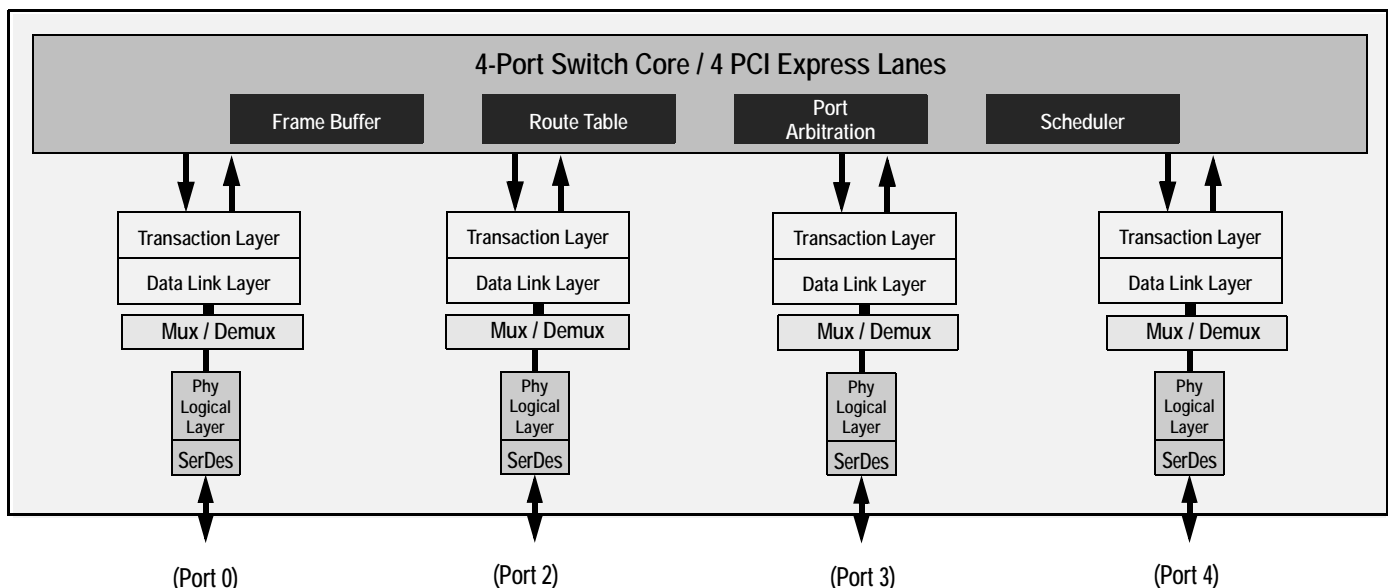 4-Port Switch Core / 4 PCI Express Lanes
Frame Buffer
Route Table
Port
Arbitration
Scheduler
Transaction Layer
Data Link Layer
Mux / Demux
Phy
Logical
Layer
SerDes
(Port 0)
Transaction Layer
Data Link Layer
Mux / Demux
Phy
Logical
Layer
SerDes
(Port 2)
Transaction Layer
Data Link Layer
Mux / Demux
Phy
Logical
Layer
SerDes
(Port 3)
Transaction Layer
Data Link Layer
Mux / Demux
Phy
Logical
Layer
SerDes
(Port 4)